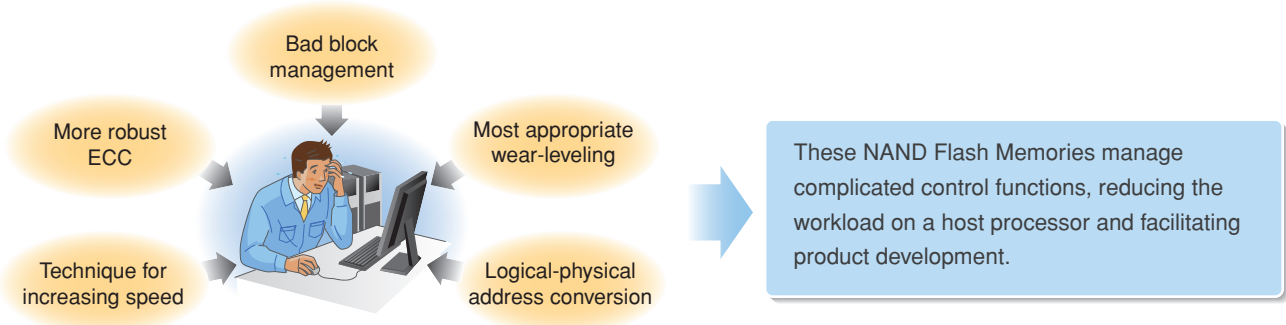 Bad block
management
More robust
ECC
Most appropriate
wear-leveling
Technique for
increasing speed
Logical-physical
address conversion
These NAND Flash Memories manage
complicated control functions, reducing the
workload on a host processor and facilitating
product development.